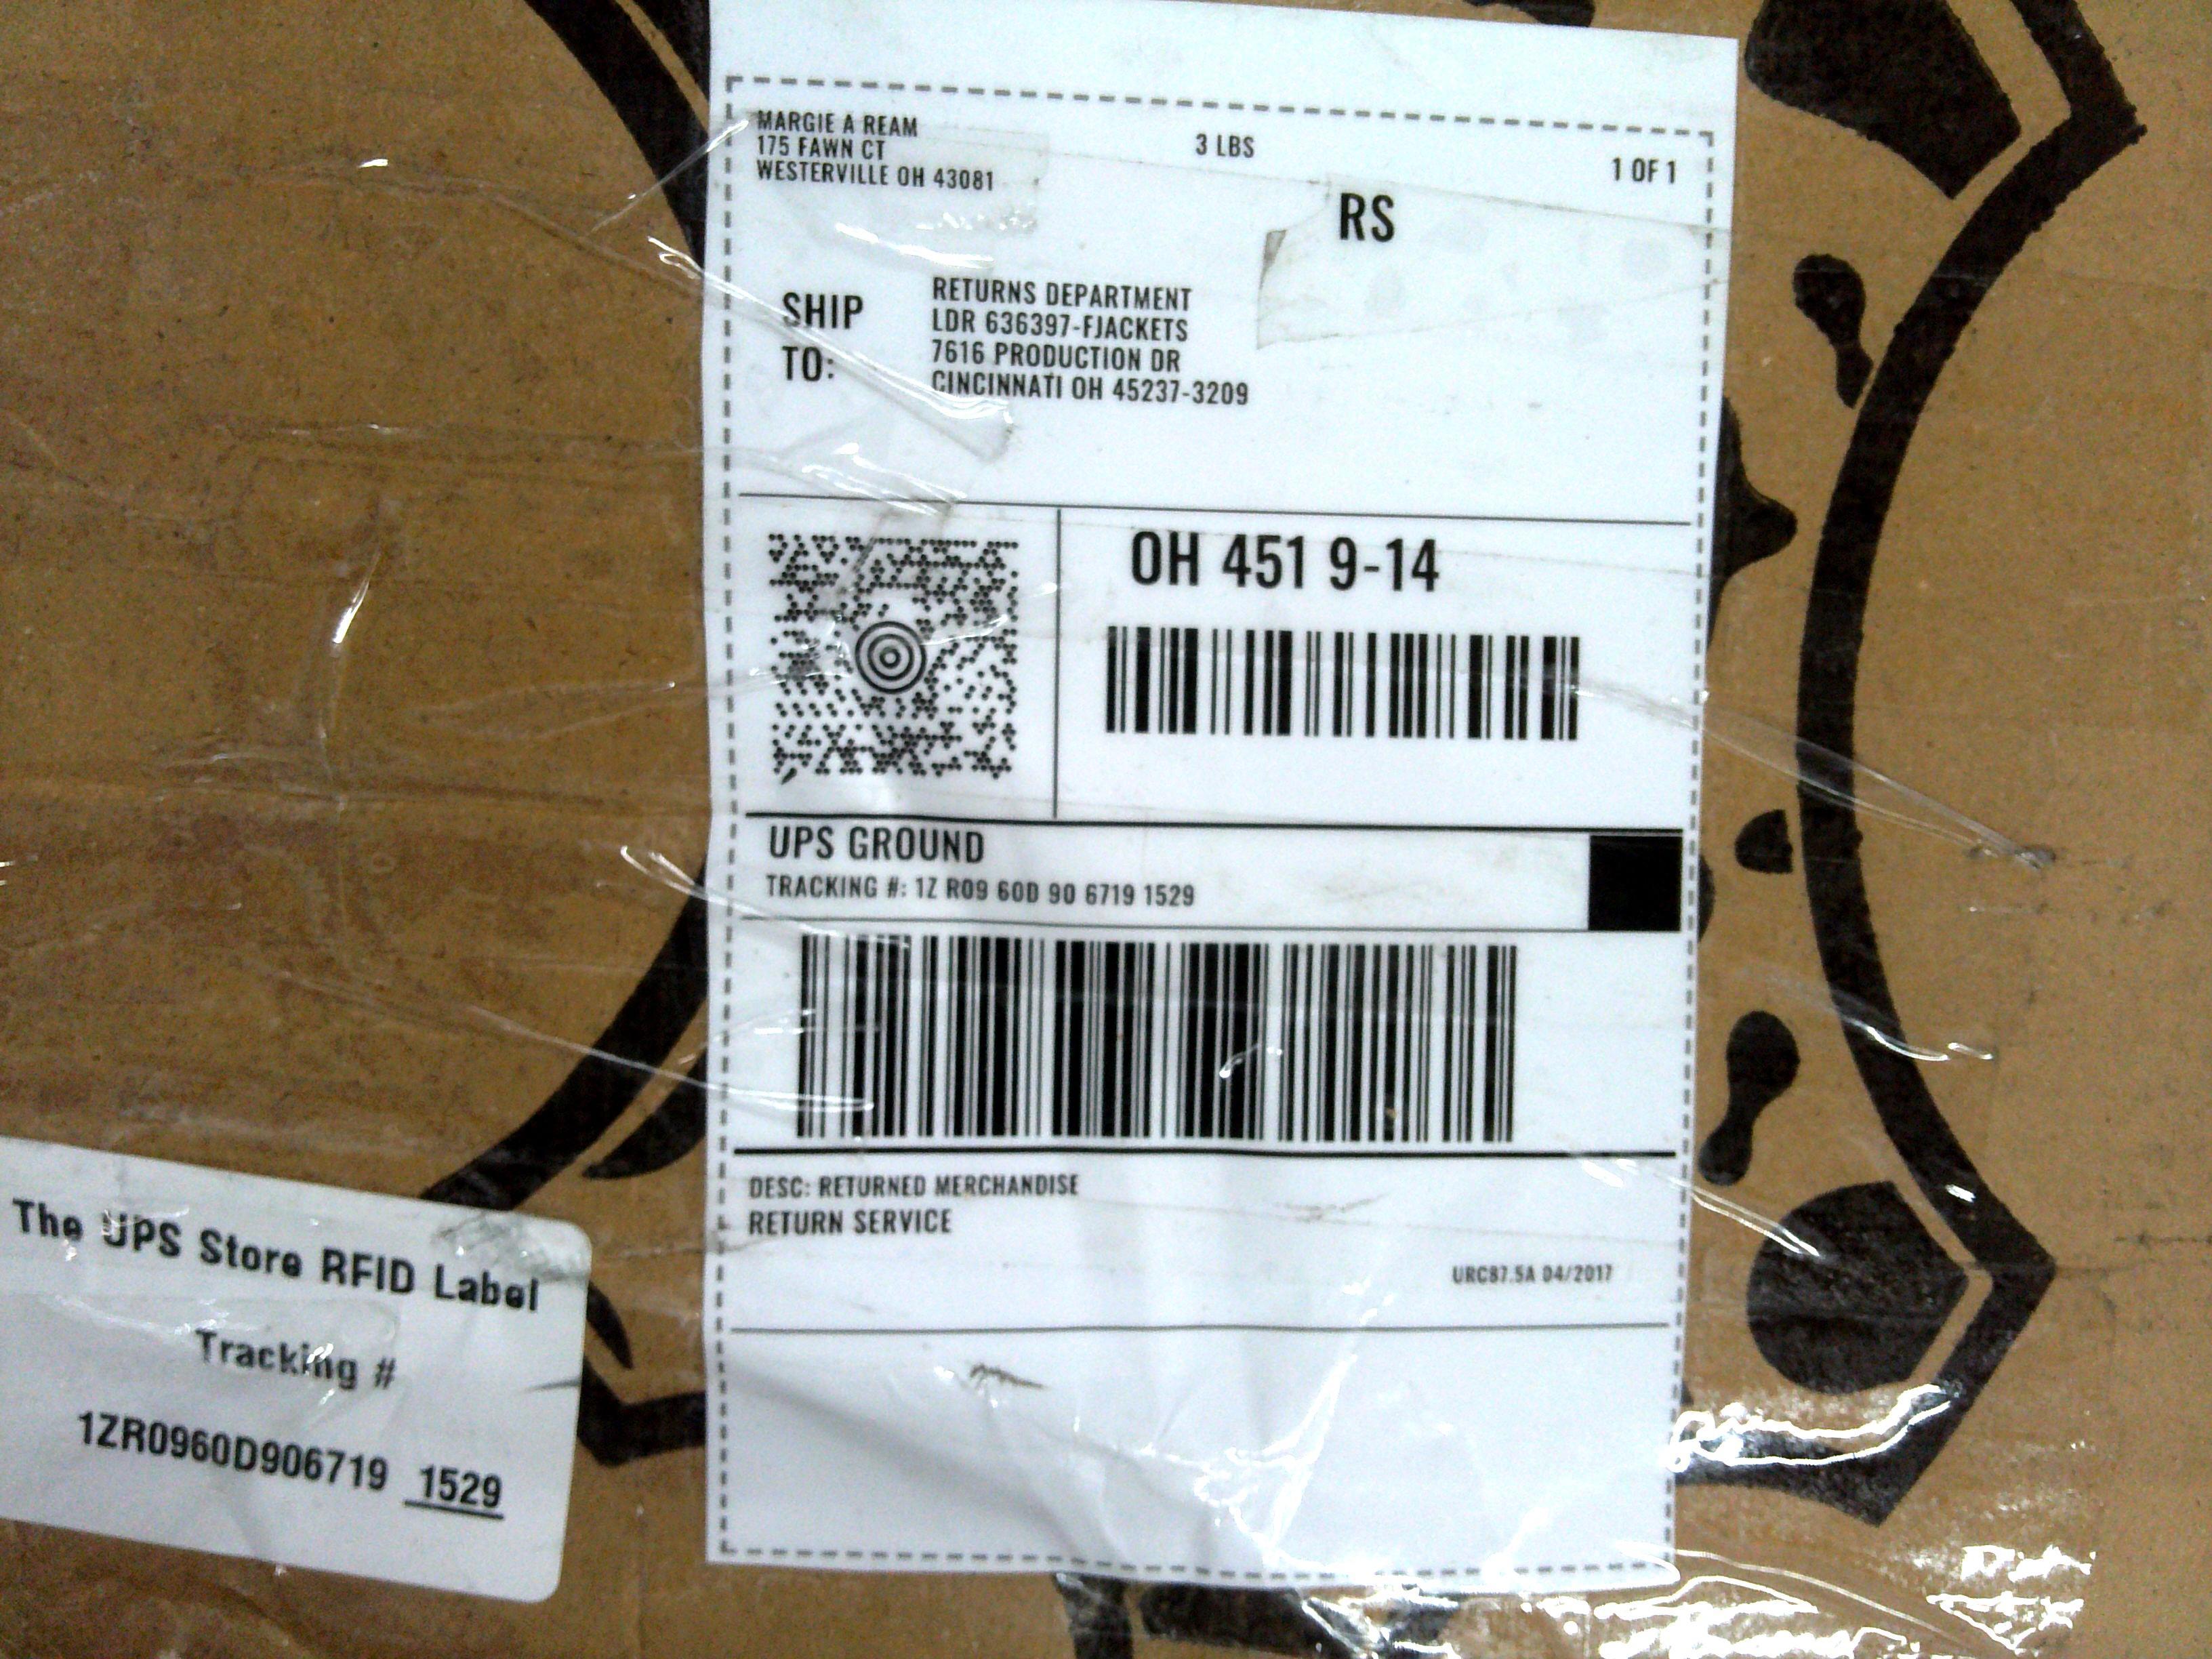 MARGIE A REAM
175 FAWN CT
WESTERVILLE OH 43081
3 LBS
1 OF 1
RS
SHIP TO:
RETURNS DEPARTMENT
LDR 636397-FJACKETS
7616 PRODUCTION DR
CINCINNATI OH 45237-3209
OH 451 9-14
UPS GROUND
TRACKING #: 1Z R09 60D 90 6719 1529
DESC: RETURNED MERCHANDISE
RETURN SERVICE
URC87.5A 04/2017
The UPS Store RFID Label
Tracking #
1ZR0960D906719 1529